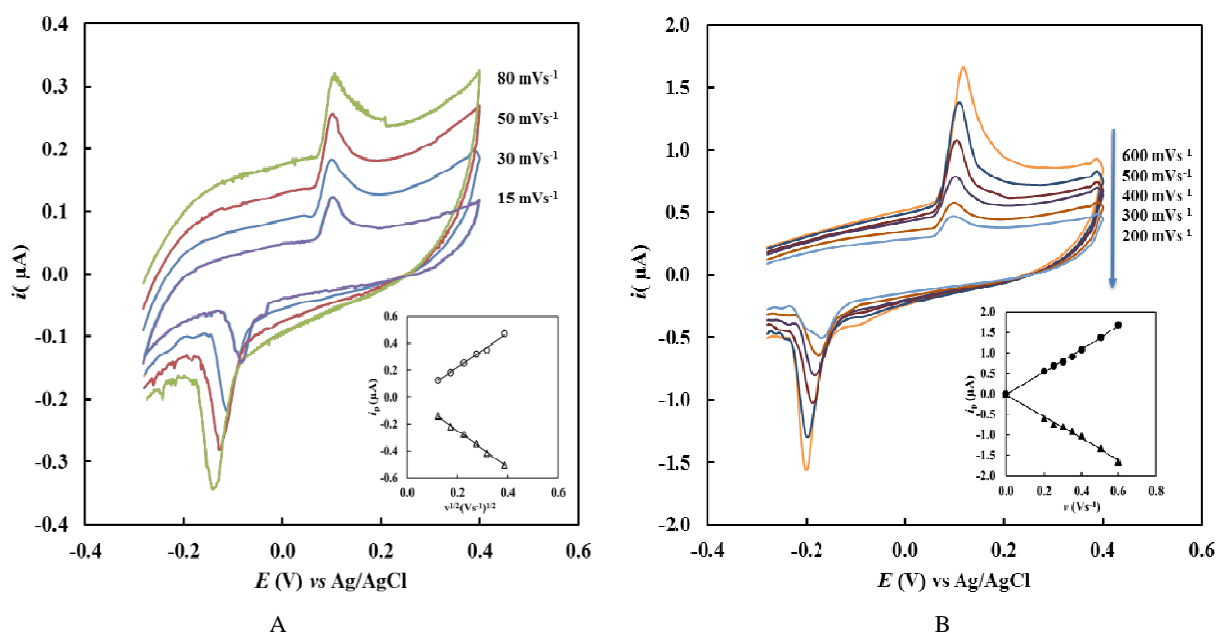 0.4
0.3
0.2
0.1
0.0
-0.1
-0.2
-0.3
-0.4
i( µA)
-0.4 -0.2 0.0 0.2 0.4 0.6
E (V) vs Ag/AgCl
80 mVs⁻¹
50 mVs⁻¹
30 mVs⁻¹
15 mVs⁻¹
0.6
0.4
0.2
0.0
-0.2
-0.4
-0.6
iₚ (µA)
0.0 0.2 0.4 0.6
v¹/²(Vs⁻¹)¹/²
A
B
2.0
1.5
1.0
0.5
0.0
-0.5
-1.0
-1.5
-2.0
i( µA)
-0.4 -0.2 0.0 0.2 0.4 0.6
E (V) vs Ag/AgCl
600 mVs⁻¹
500 mVs⁻¹
400 mVs⁻¹
300 mVs⁻¹
200 mVs⁻¹
2.0
1.5
1.0
0.5
0.0
-0.5
-1.0
-1.5
-2.0
iₚ (µA)
0.0 0.2 0.4 0.6 0.8
v (Vs⁻¹)
A
B